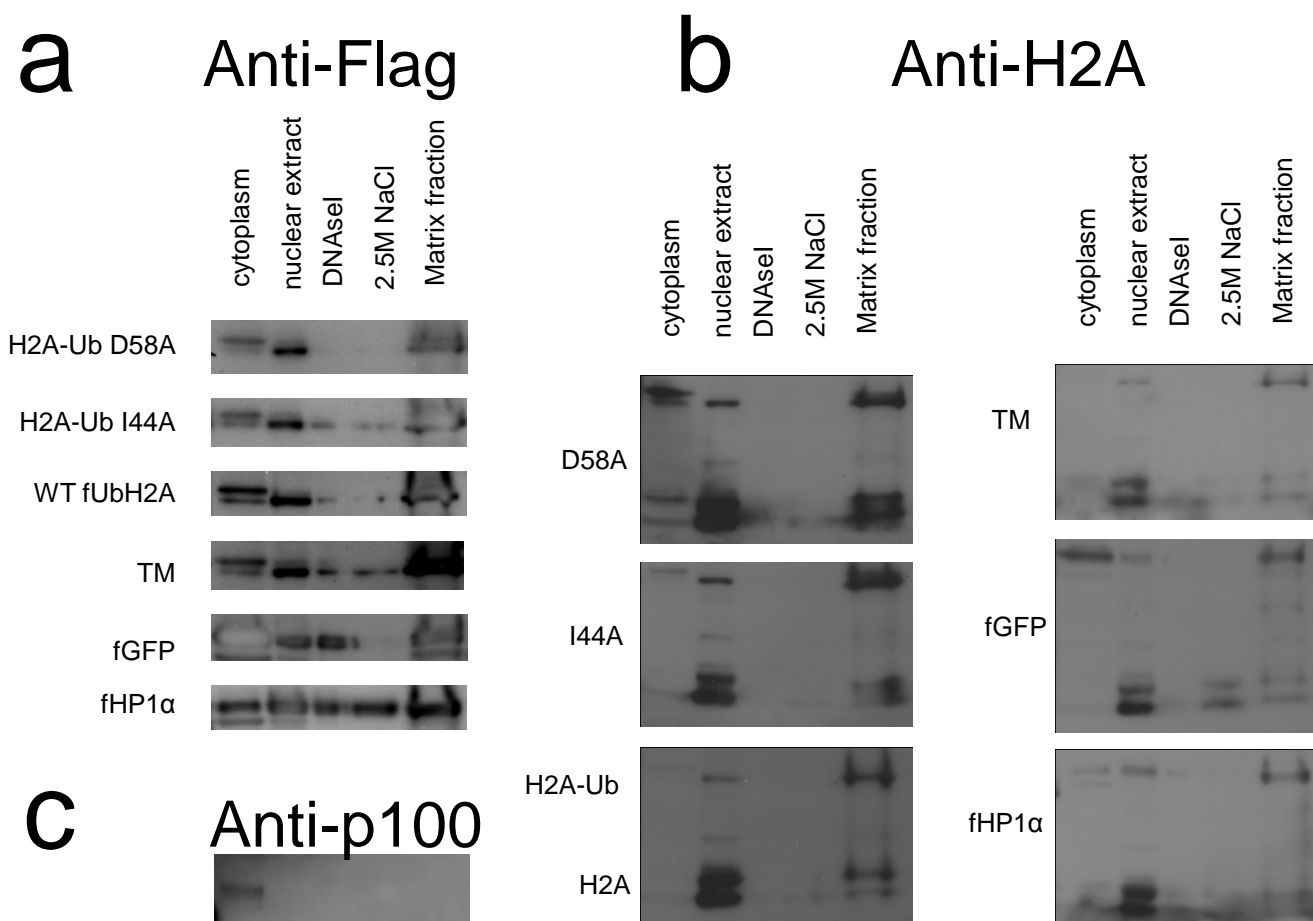 a Anti-Flag
cytoplasm
nuclear extract
DNAseI
2.5M NaCl
Matrix fraction
H2A-Ub D58A
H2A-Ub I44A
WT fUbH2A
TM
fGFP
fHP1α
b Anti-H2A
cytoplasm
nuclear extract
DNAseI
2.5M NaCl
Matrix fraction
D58A
I44A
H2A-Ub
H2A
cytoplasm
nuclear extract
DNAseI
2.5M NaCl
Matrix fraction
TM
fGFP
fHP1α
c Anti-p100